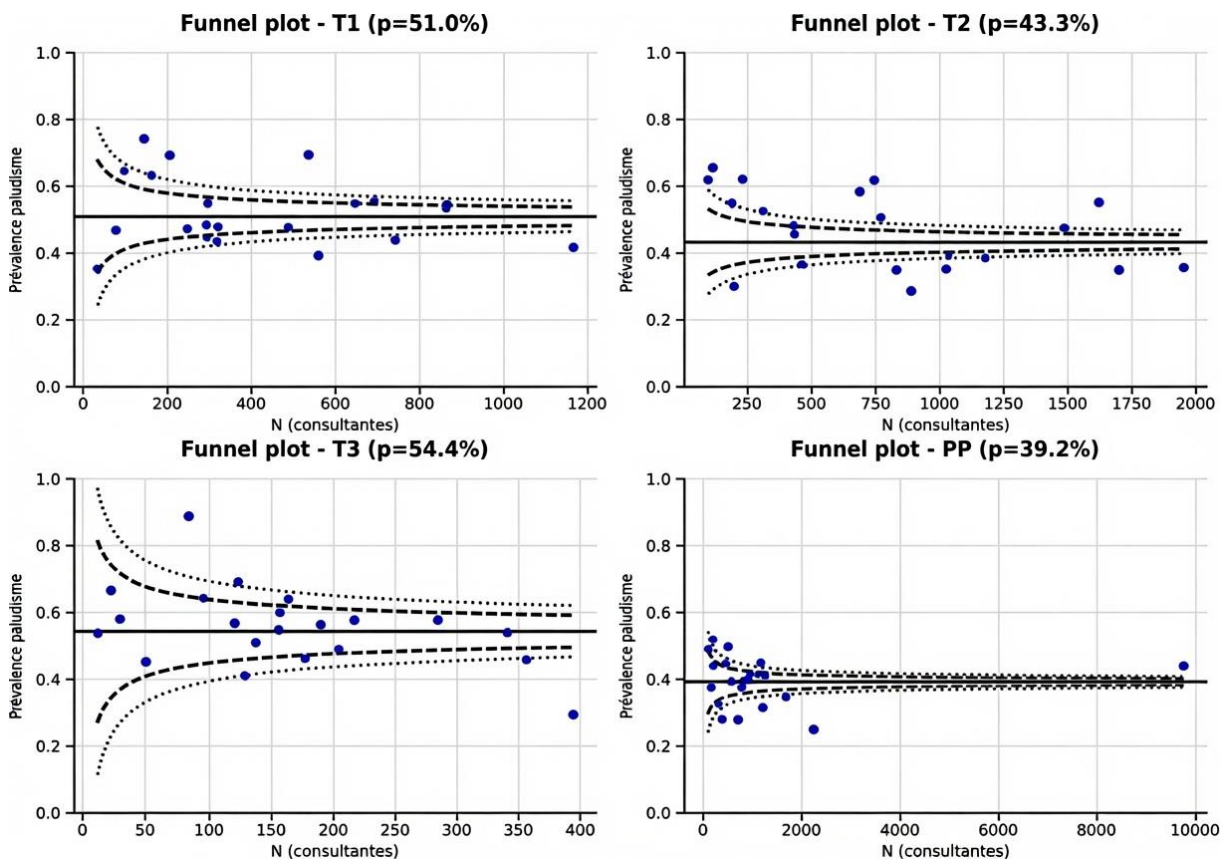 Funnel plot - T1 (p=51.0%)
Prévalence paludisme
1.0
0.8
0.6
0.4
0.2
0.0
0 200 400 600 800 1000 1200
N (consultantes)
Funnel plot - T2 (p=43.3%)
Prévalence paludisme
1.0
0.8
0.6
0.4
0.2
0.0
250 500 750 1000 1250 1500 1750 2000
N (consultantes)
Funnel plot - T3 (p=54.4%)
Prévalence paludisme
1.0
0.8
0.6
0.4
0.2
0.0
0 50 100 150 200 250 300 350 400
N (consultantes)
Funnel plot - PP (p=39.2%)
Prévalence paludisme
1.0
0.8
0.6
0.4
0.2
0.0
0 2000 4000 6000 8000 10000
N (consultantes)